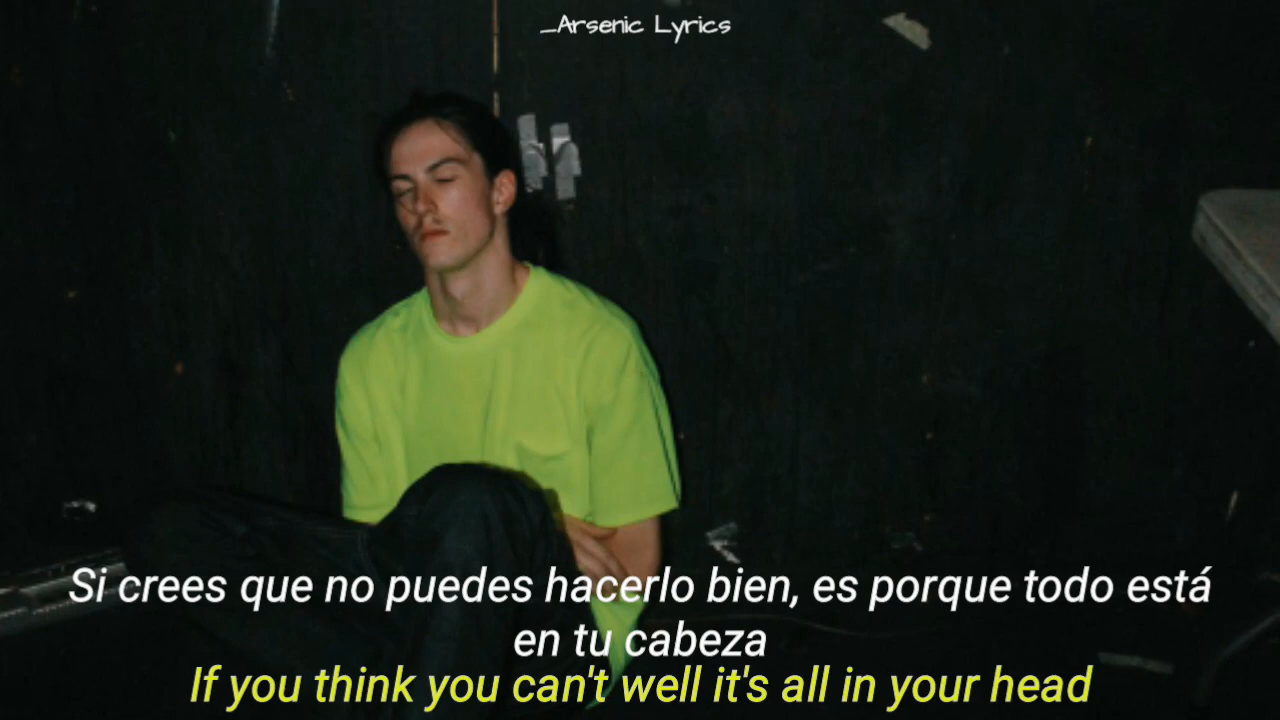 _Arsenic Lyrics
Si crees que no puedes hacerlo bien, es porque todo está
en tu cabeza
If you think you can't well it's all in your head